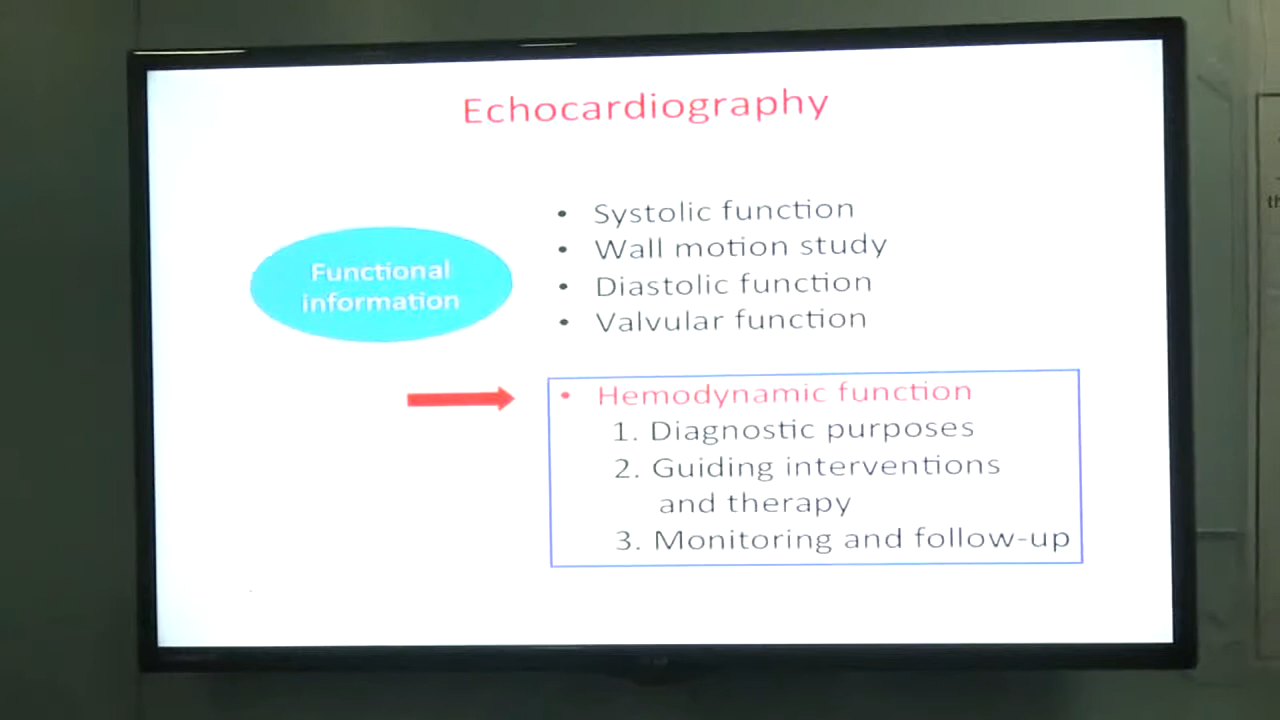 Echocardiography
Functional
information
• Systolic function
• Wall motion study
• Diastolic function
• Valvular function
• Hemodynamic function
1. Diagnostic purposes
2. Guiding interventions
and therapy
3. Monitoring and follow-up